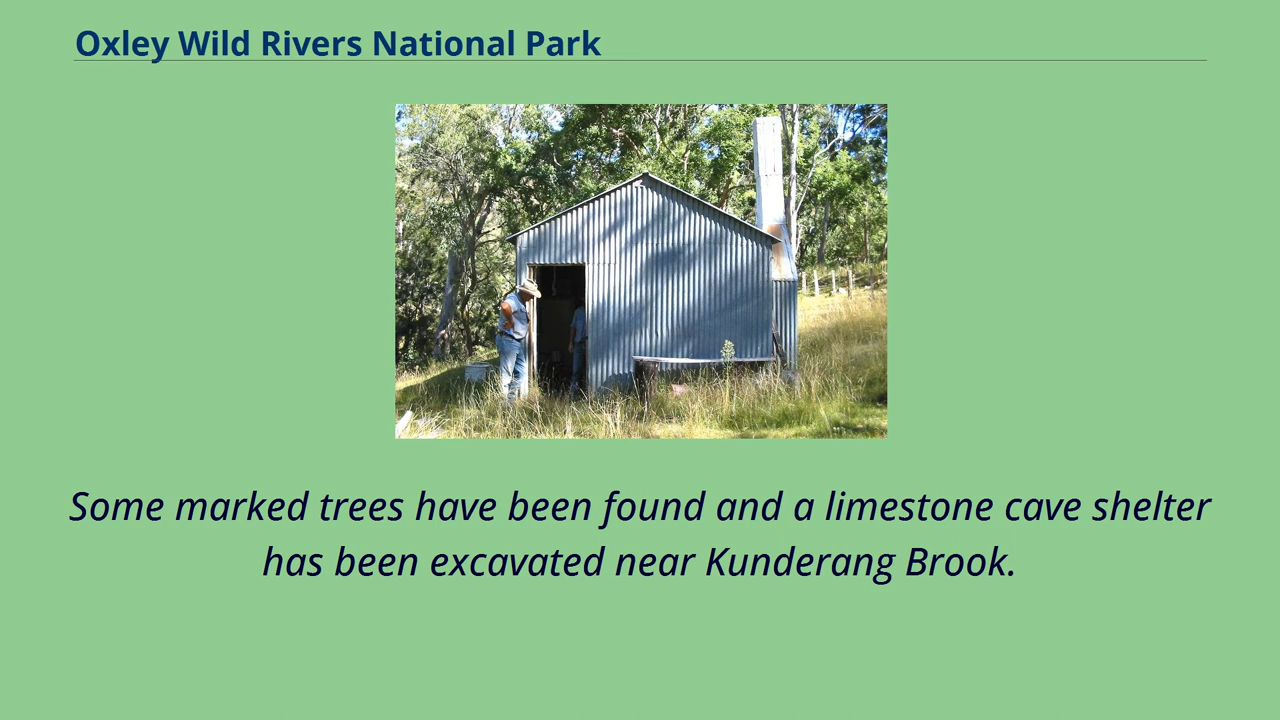 Oxley Wild Rivers National Park
Some marked trees have been found and a limestone cave shelter
has been excavated near Kunderang Brook.